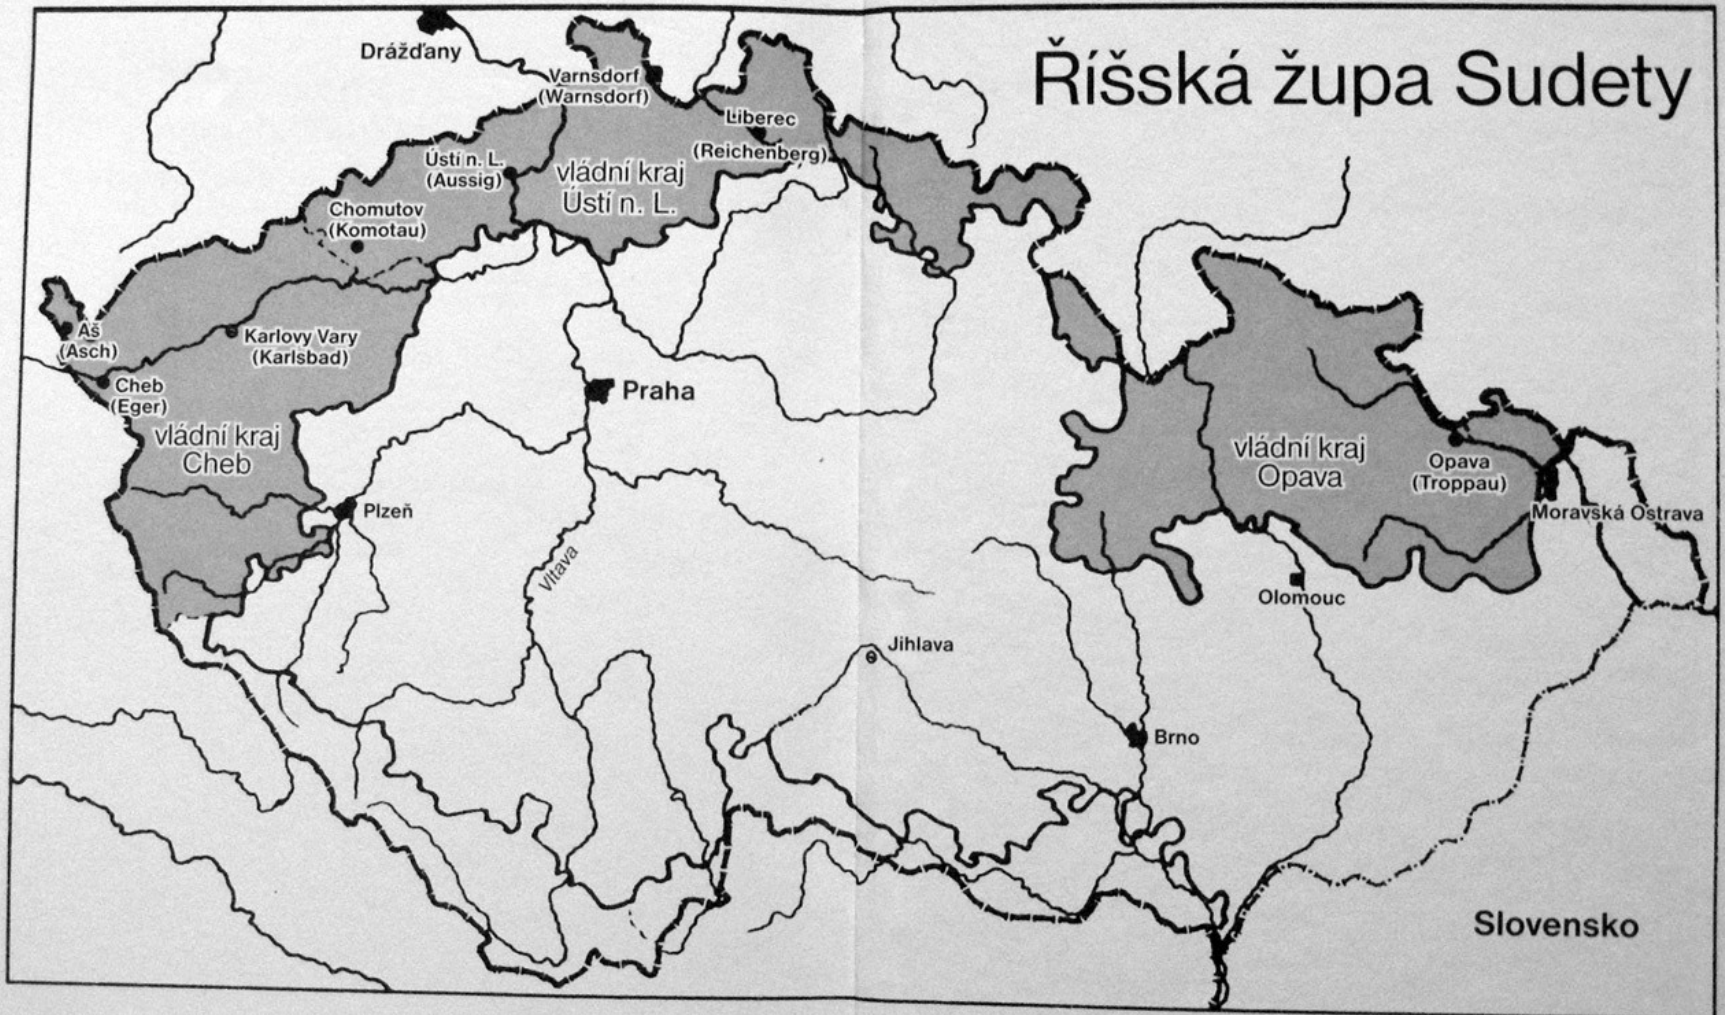 Říšská župa Sudety
Drážďany
Varnsdorf
(Warnsdorf)
Liberec
(Reichenberg)
Ústí n. L.
(Aussig)
vládní kraj
Ústí n. L.
Chomutov
(Komotau)
Aš
(Asch)
Karlovy Vary
(Karlsbad)
Cheb
(Eger)
Praha
vládní kraj
Cheb
vládní kraj
Opava
Opava
(Troppau)
Plzeň
Moravská Ostrava
Vltava
Olomouc
Jihlava
Brno
Slovensko